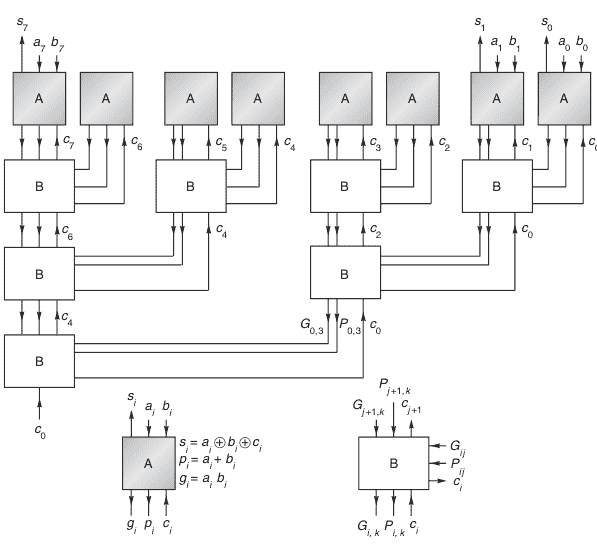 s7 s1 s0
a7 b7 a1 b1 a0 b0
A A A A A A A A
c7 c6 c5 c4 c3 c2 c1 c0
B B B B
c6 c4 c2 c0
B B
c4 G0,3 P0,3 c0
B
c0
si
ai bi
A
si = ai ⊕ bi ⊕ ci
pi = ai + bi
gi = ai bi
gi pi ci
Pj+1,k
Gj+1,k cj+1
B
Gij
Pij
ci
Gi,k Pi,k ci